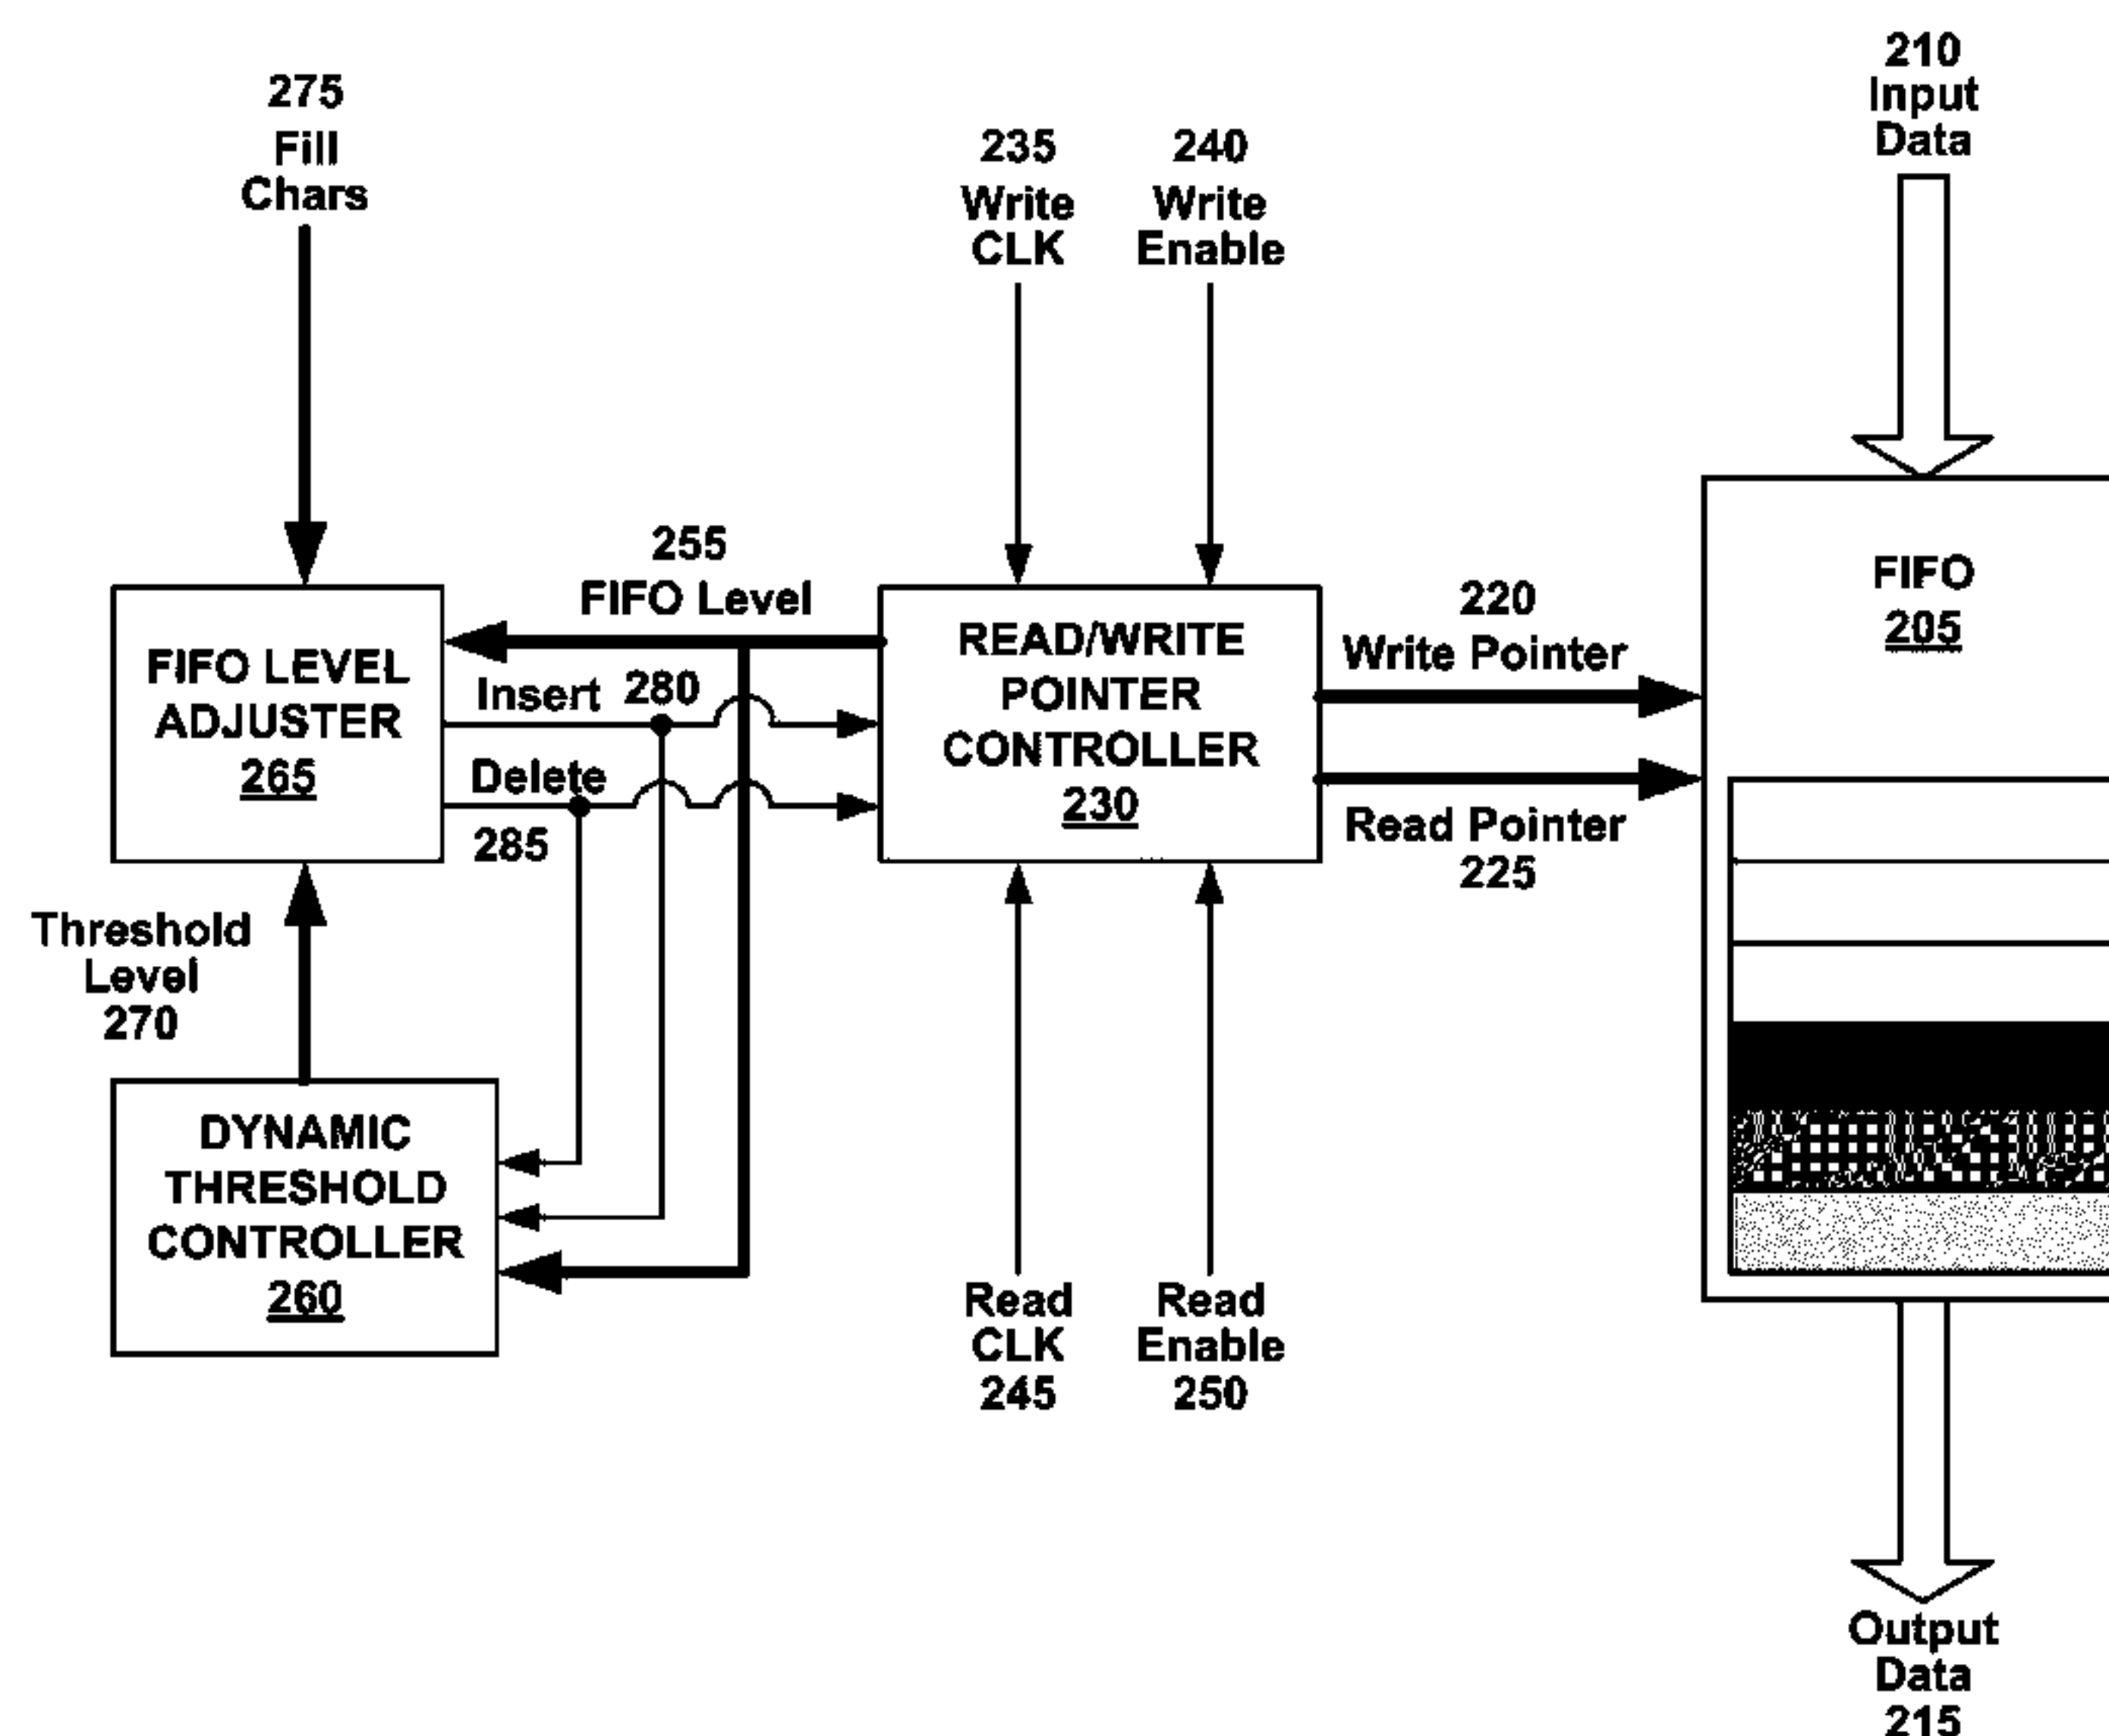 275
Fill
Chars
235
Write
CLK
240
Write
Enable
210
Input
Data
255
FIFO Level
FIFO LEVEL
ADJUSTER
265
Insert 280
Delete
285
READ/WRITE
POINTER
CONTROLLER
230
220
Write Pointer
Read Pointer
225
FIFO
205
Threshold
Level
270
DYNAMIC
THRESHOLD
CONTROLLER
260
Read
CLK
245
Read
Enable
250
Output
Data
215